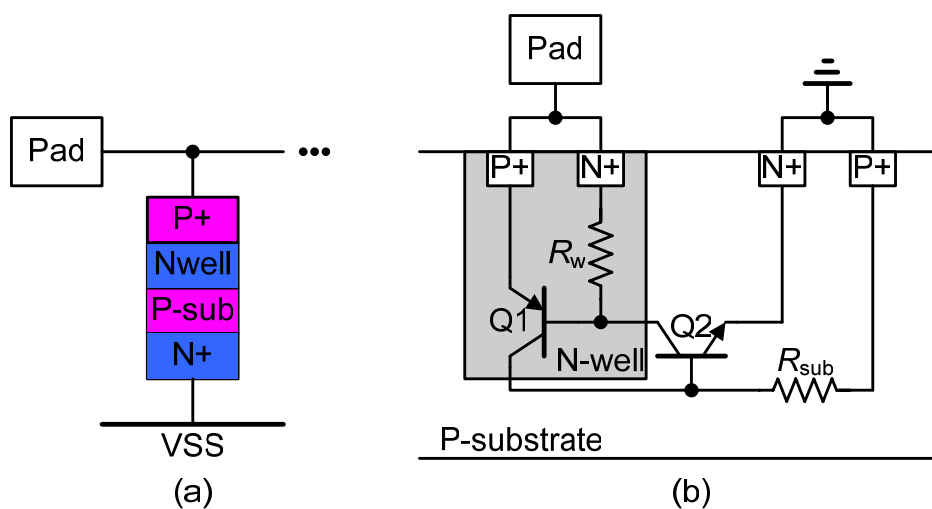 Pad
P+
Nwell
P-sub
N+
VSS
(a)
Pad
P+ N+ N+ P+
Rw
Q1 Q2
N-well Rsub
P-substrate
(b)